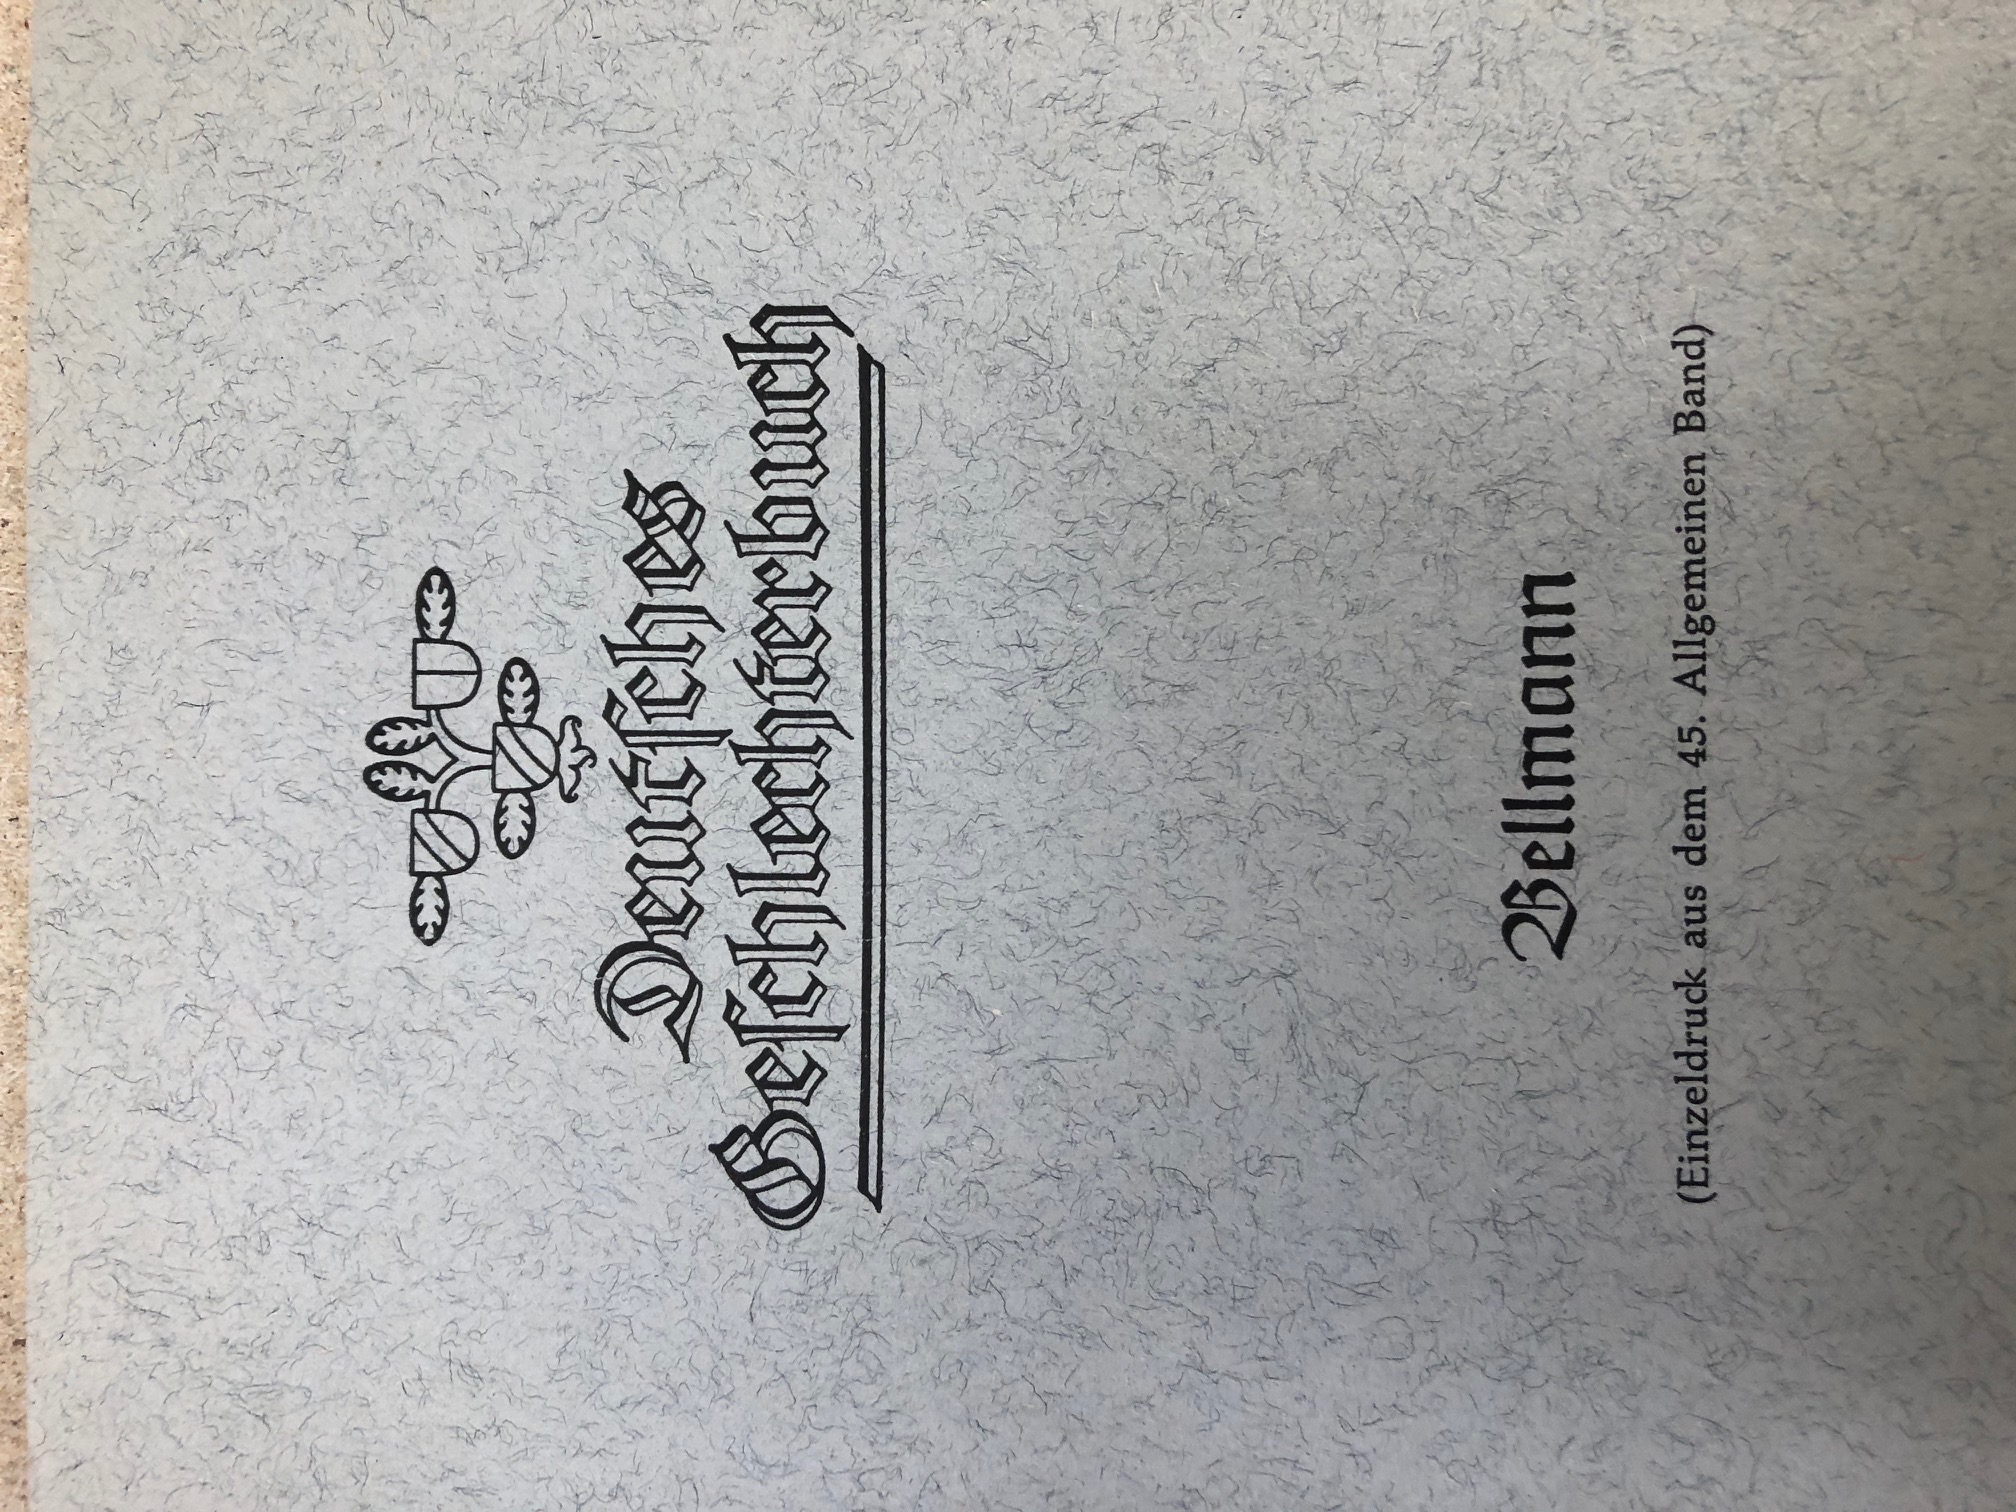 Deutſches
Geſchlechterbuch
Bellmann
(Einzeldruck aus dem 45. Allgemeinen Band)